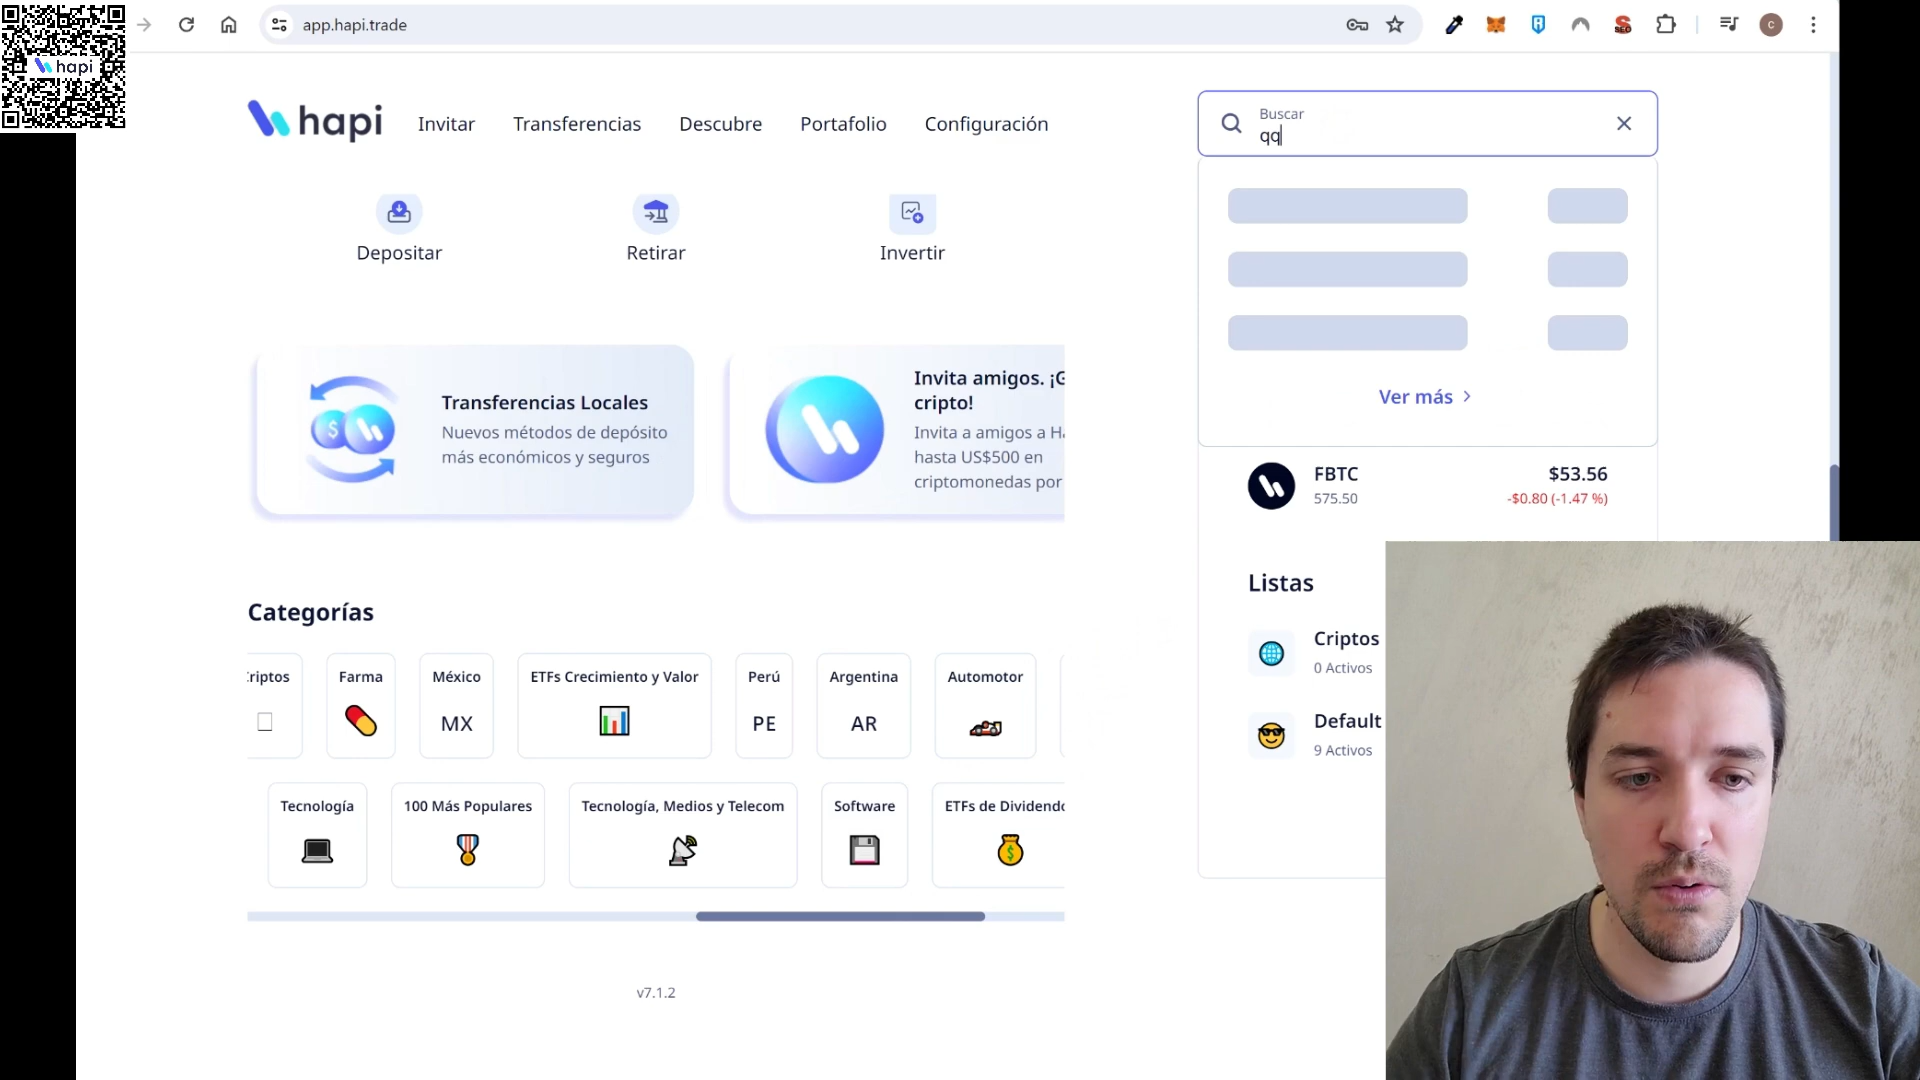 hapi
app.hapi.trade
SEO
C
hapi
Invitar
Transferencias
Descubre
Portafolio
Configuración
Buscar
qq
Depositar
Retirar
Invertir
Ver más
Transferencias Locales
Nuevos métodos de depósito
más económicos y seguros
$
Invita amigos. ¡G
cripto!
Invita a amigos a Ha
hasta US$500 en
criptomonedas por
FBTC
$53.56
575.50
-$0.80 (-1.47 %)
Listas
Criptos
0 Activos
Default
9 Activos
Categorías
riptos
Farma
México
MX
ETFs Crecimiento y Valor
Perú
PE
Argentina
AR
Automotor
Tecnología
100 Más Populares
Tecnología, Medios y Telecom
Software
ETFs de Dividendo
v7.1.2